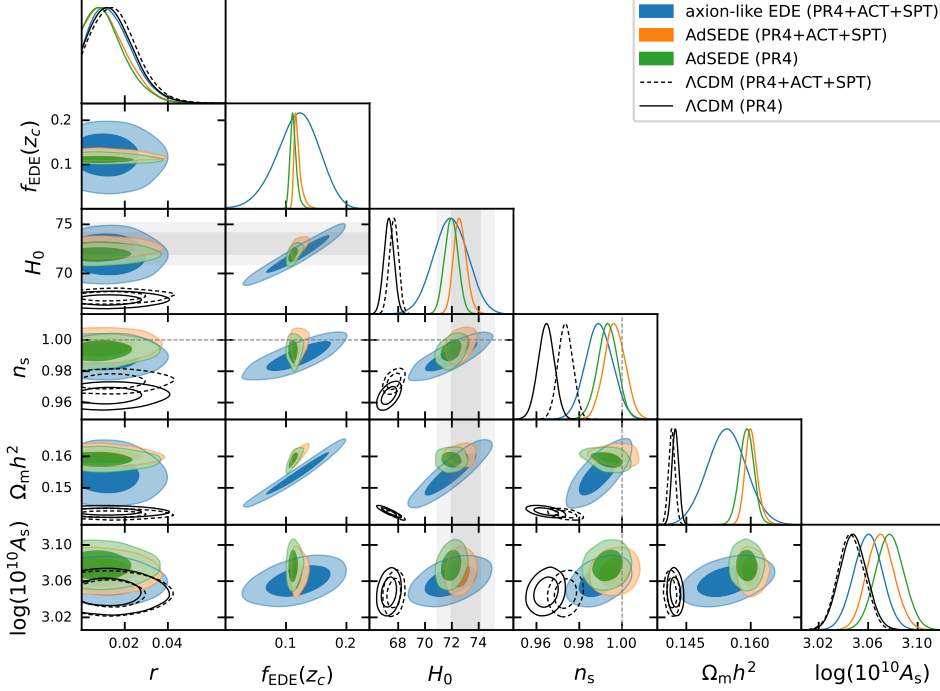 axion-like EDE (PR4+ACT+SPT)
AdSEDE (PR4+ACT+SPT)
AdSEDE (PR4)
ΛCDM (PR4+ACT+SPT)
ΛCDM (PR4)
0.2
0.1
f_EDE(z_c)
75
70
H_0
1.00
0.98
0.96
n_s
0.16
0.15
Ω_m h^2
3.10
3.06
3.02
log(10^10 A_s)
0.02 0.04
0.1 0.2
68 70 72 74
0.96 0.98 1.00
0.145 0.160
3.02 3.06 3.10
r
f_EDE(z_c)
H_0
n_s
Ω_m h^2
log(10^10 A_s)